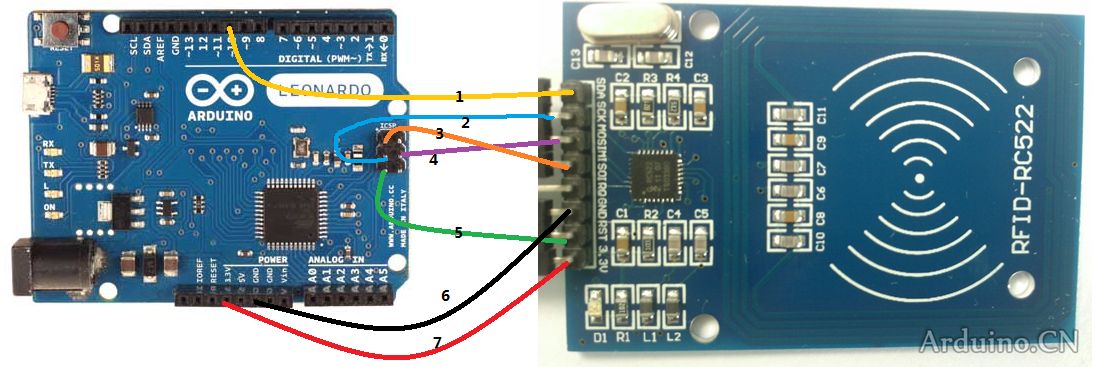 RESET
SCL
SDA
AREF
GND
~13
12
~11
~9
8
7
~6
~5
~4
~3
2
TX→1
RX←0
DIGITAL (PWM~)
LEONARDO
ARDUINO
ICSP
RX
TX
L
ON
WWW.ARDUINO.CC
MADE IN ITALY
IOREF
RESET
3.3V
5V
GND
GND
Vin
POWER
ANALOG IN
A0
A1
A2
A3
A4
A5
1
2
3
4
5
6
7
C13
C12
C2 R3 R4 C3
SDA SCK MOSI MISO IRQ GND RST 3.3V
C1 R2 C4 C5
D1 R1 L1 L2
C11
C9
C7
C6
C8
C10
RFID-RC522
Arduino.CN